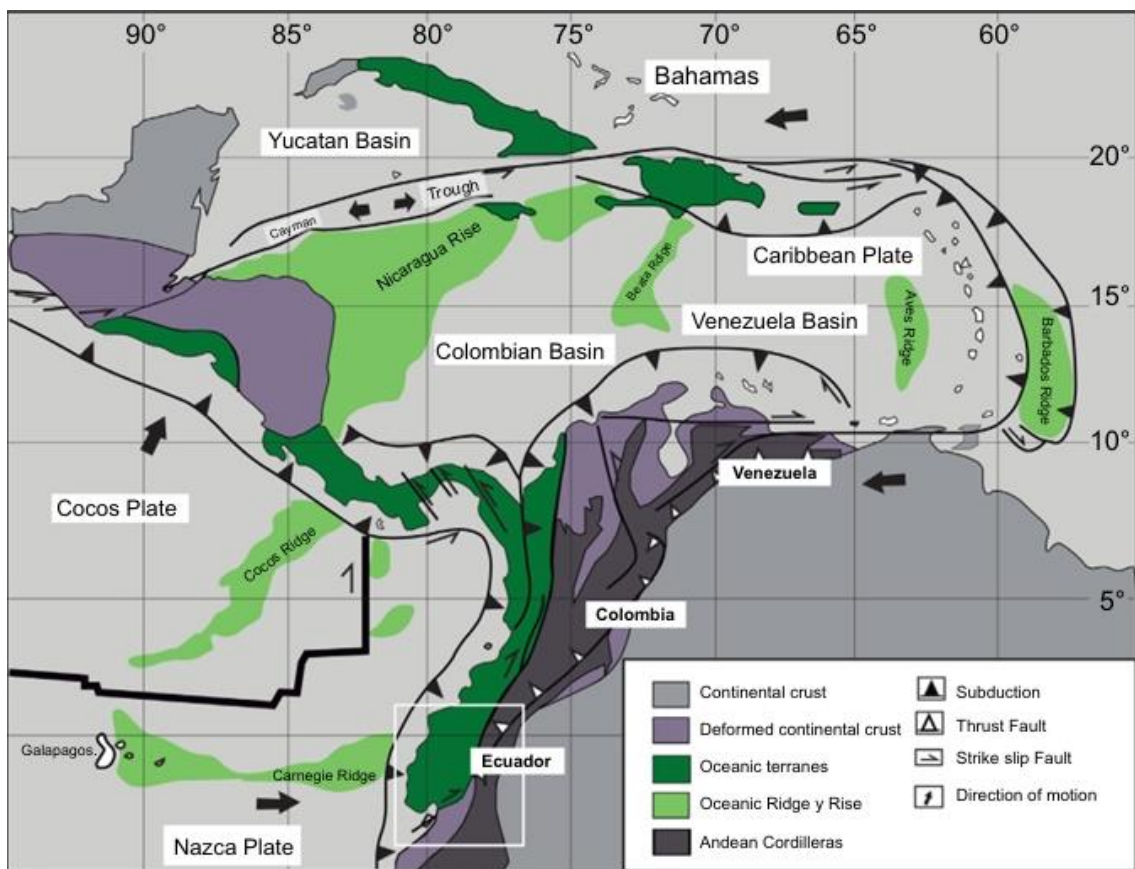 90° 85° 80° 75° 70° 65° 60°
Bahamas
Yucatan Basin
20°
Trough
Cayman
Nicaragua Rise
Caribbean Plate
Beata Ridge
Aves Ridge
15°
Venezuela Basin
Colombian Basin
Barbados Ridge
10°
Venezuela
Cocos Plate
Cocos Ridge
5°
Colombia
Galapagos.
Ecuador
Carnegie Ridge
Nazca Plate
Continental crust
Deformed continental crust
Oceanic terranes
Oceanic Ridge y Rise
Andean Cordilleras
Subduction
Thrust Fault
Strike slip Fault
Direction of motion